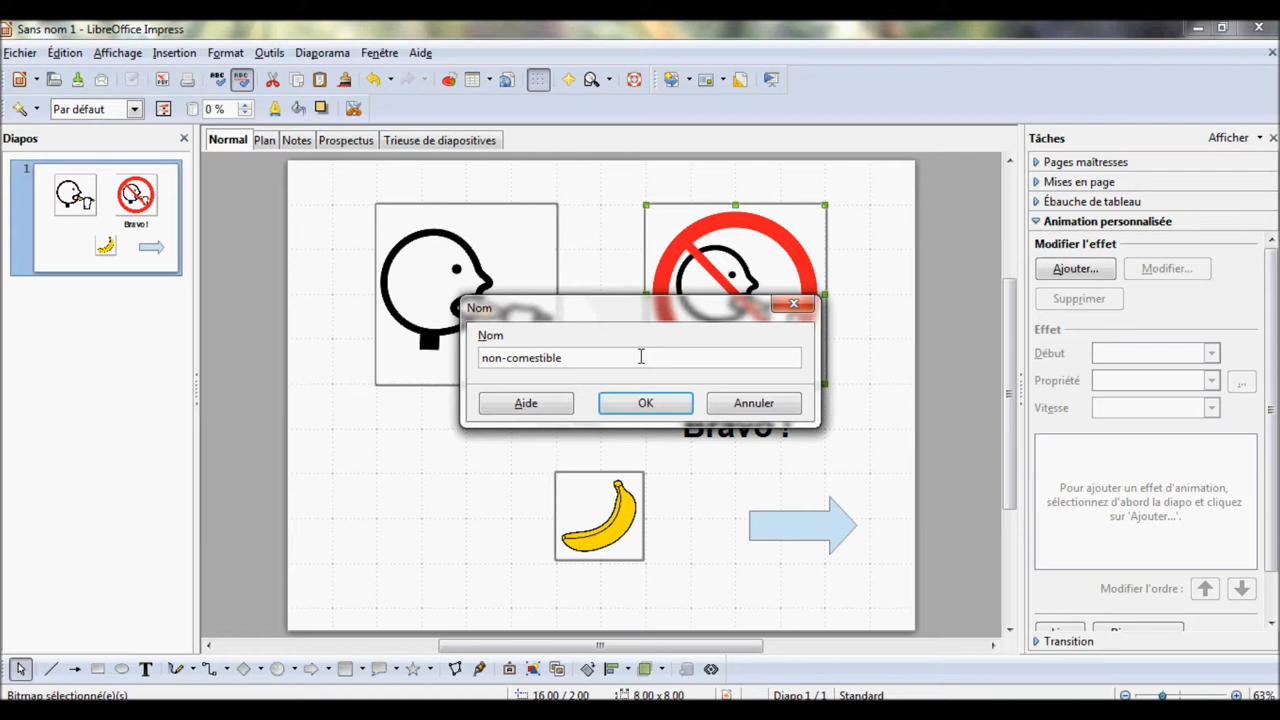 Sans nom 1 - LibreOffice Impress
Fichier Édition Affichage Insertion Format Outils Diaporama Fenêtre Aide
ABC ABC
Par défaut 0 %
Diapos
Normal Plan Notes Prospectus Trieuse de diapositives
Tâches Afficher
1
Bravo !
Pages maîtresses
Mises en page
Ébauche de tableau
Animation personnalisée
Modifier l'effet
Ajouter... Modifier...
Supprimer
Effet
Début
Propriété ...
Vitesse
Nom
Nom
non-comestible
Aide OK Annuler
Bravo !
Pour ajouter un effet d'animation,
sélectionnez d'abord la diapo et cliquez
sur 'Ajouter...'.
Modifier l'ordre :
Transition
T
Bitmap sélectionné(e)(s) 16.00 / 2.00 8.00 x 8.00 Diapo 1 / 1 Standard 63%